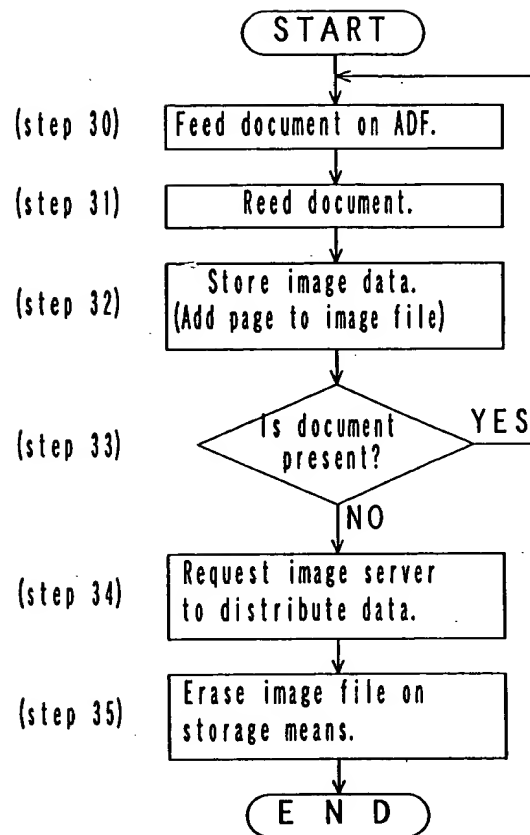 START
(step 30) Feed document on ADF.
(step 31) Reed document.
(step 32) Store image data.
(Add page to image file)
(step 33) Is document
present?
YES
NO
(step 34) Request image server
to distribute data.
(step 35) Erase image file on
storage means.
END